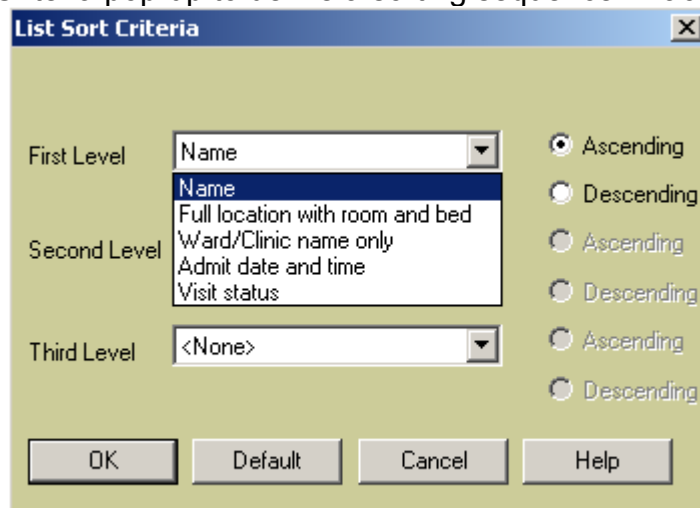 List Sort Criteria
First Level
Name
Ascending
Name
Descending
Full location with room and bed
Second Level
Ward/Clinic name only
Ascending
Admit date and time
Visit status
Descending
Third Level
<None>
Ascending
Descending
OK
Default
Cancel
Help